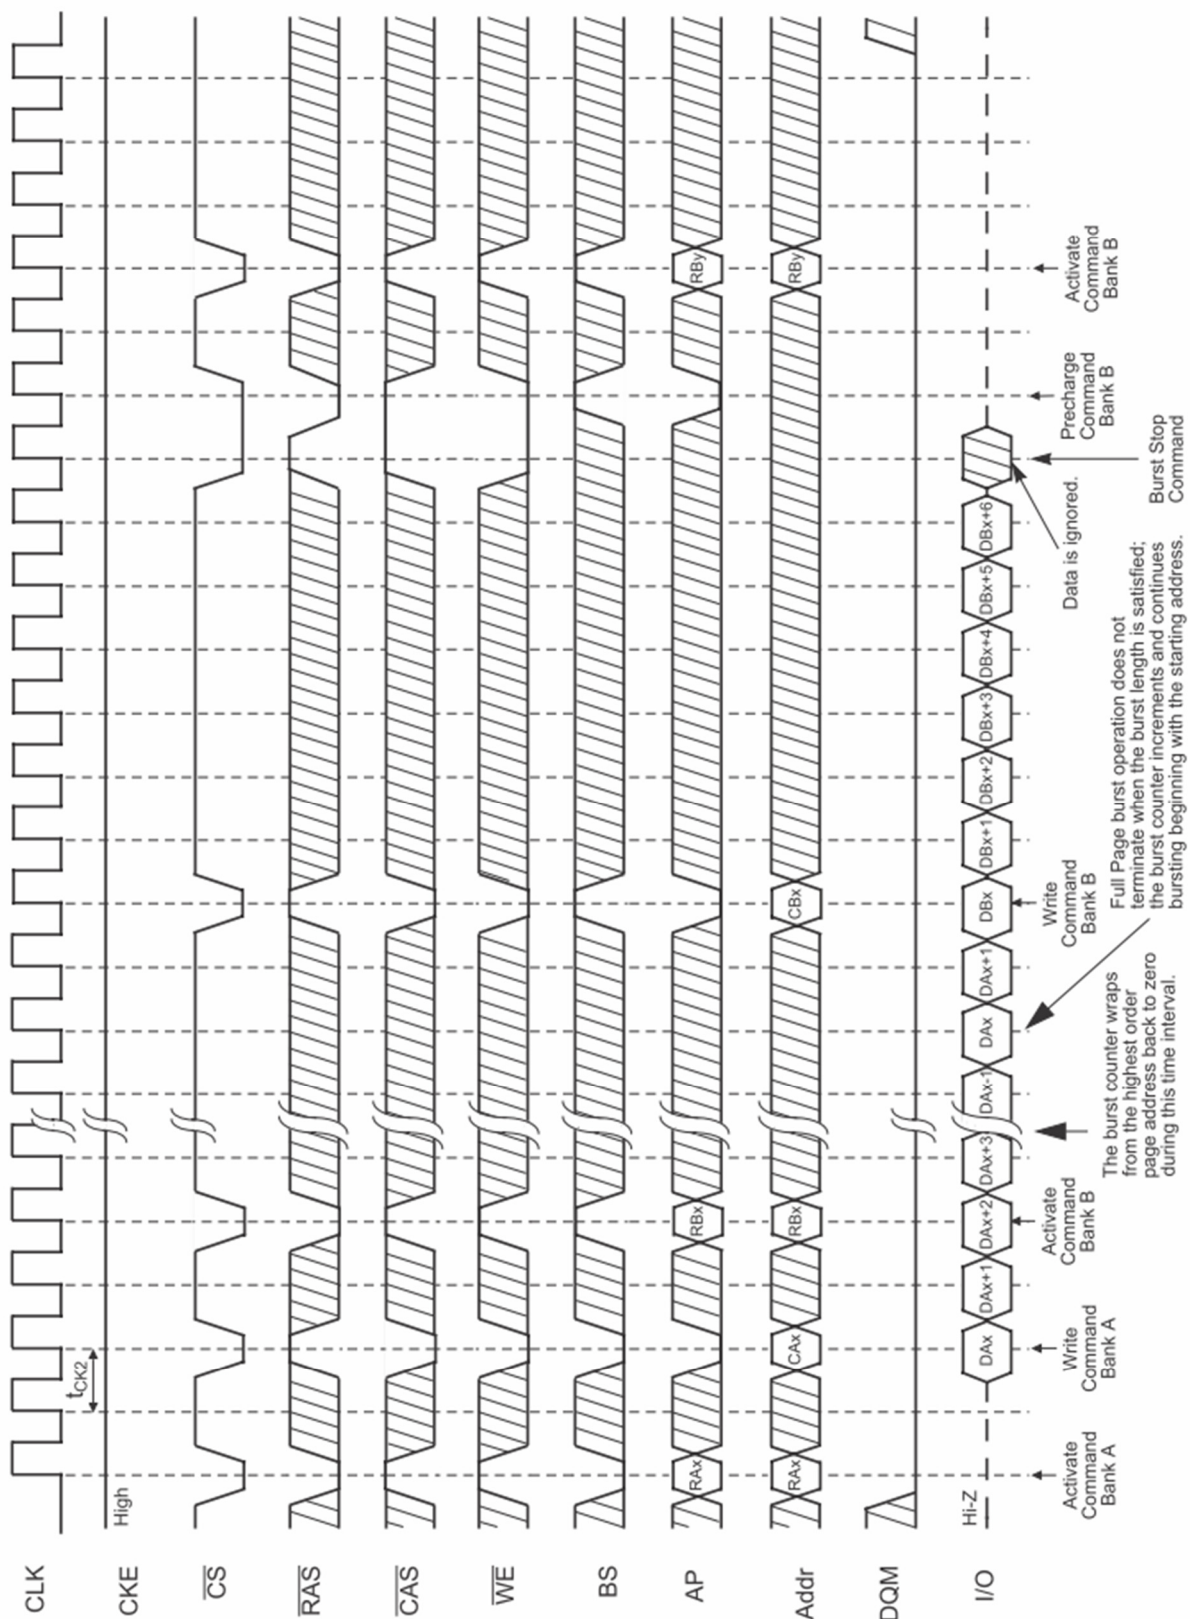 CLK
CKE
CS
RAS
CAS
WE
BS
AP
Addr
DQM
I/O
tCK2
High
RAx
RBx
RBy
RAx
CAx
RBx
CBx
RBy
Hi-Z
DAx
DAx+1
DAx+2
DAx+3
DAx-1
DAx
DAx+1
DBx
DBx+1
DBx+2
DBx+3
DBx+4
DBx+5
DBx+6
Activate
Command
Bank A
Write
Command
Bank A
Activate
Command
Bank B
The burst counter wraps
from the highest order
page address back to zero
during this time interval.
Write
Command
Bank B
Full Page burst operation does not
terminate when the burst length is satisfied;
the burst counter increments and continues
bursting beginning with the starting address.
Data is ignored.
Burst Stop
Command
Precharge
Command
Bank B
Activate
Command
Bank B